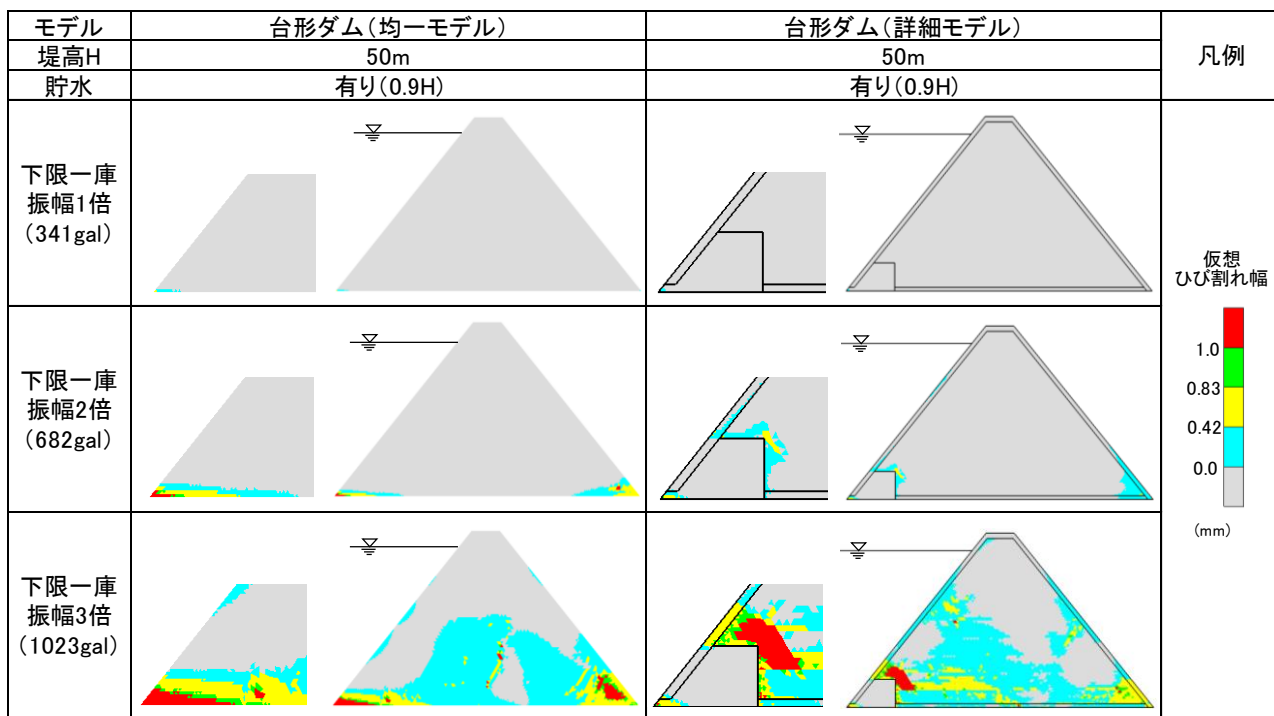 モデル
台形ダム(均一モデル)
台形ダム(詳細モデル)
凡例
堤高H
50m
50m
貯水
有り(0.9H)
有り(0.9H)
下限一庫
振幅1倍
(341gal)
下限一庫
振幅2倍
(682gal)
下限一庫
振幅3倍
(1023gal)
仮想
ひび割れ幅
1.0
0.83
0.42
0.0
(mm)